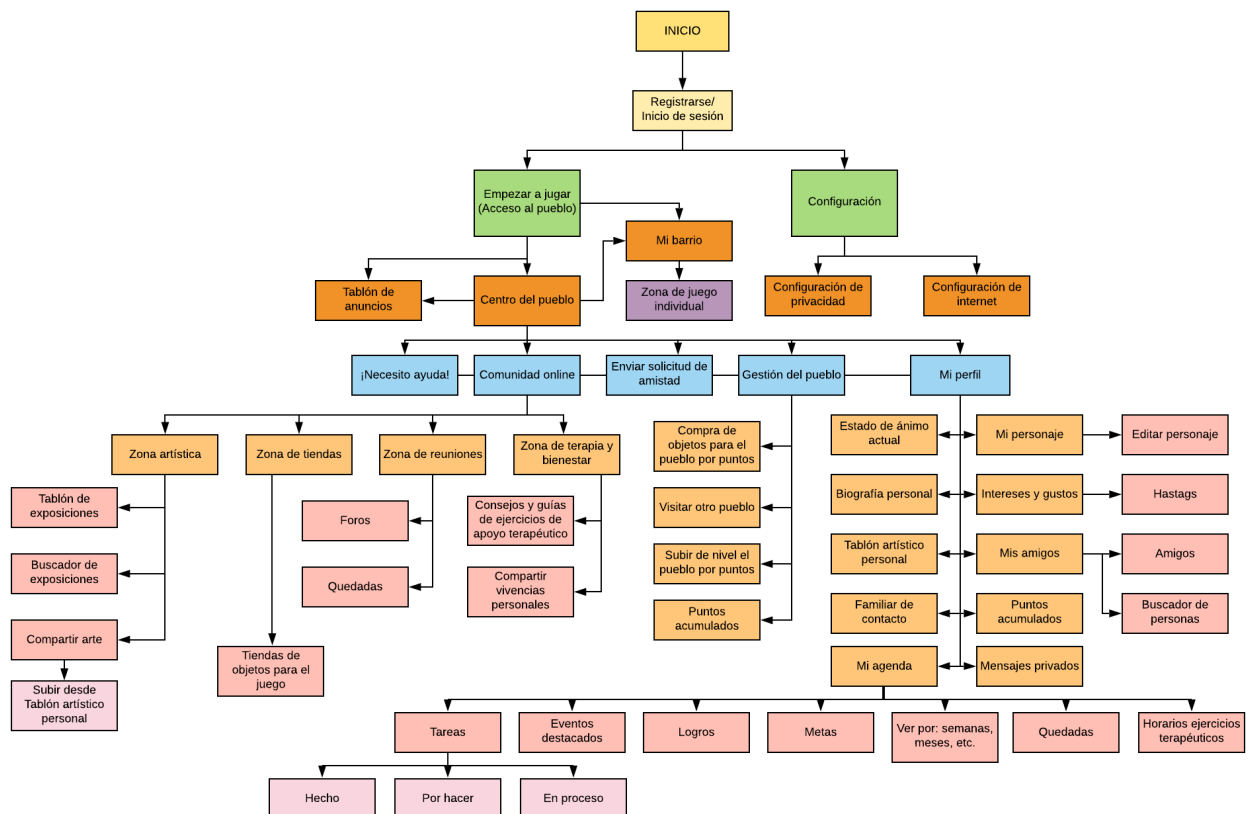 INICIO
Registrarse/
Inicio de sesión
Empezar a jugar
(Acceso al pueblo)
Configuración
Mi barrio
Tablón de
anuncios
Centro del pueblo
Zona de juego
individual
Configuración de
privacidad
Configuración de
internet
¡Necesito ayuda!
Comunidad online
Enviar solicitud de
amistad
Gestión del pueblo
Mi perfil
Zona artística
Zona de tiendas
Zona de reuniones
Zona de terapia y
bienestar
Compra de
objetos para el
pueblo por puntos
Estado de ánimo
actual
Mi personaje
Editar personaje
Tablón de
exposiciones
Foros
Consejos y guías
de ejercicios de
apoyo terapéutico
Visitar otro pueblo
Biografía personal
Intereses y gustos
Hastags
Buscador de
exposiciones
Quedadas
Compartir
vivencias
personales
Subir de nivel el
pueblo por puntos
Tablón artístico
personal
Mis amigos
Amigos
Compartir arte
Puntos
acumulados
Familiar de
contacto
Puntos
acumulados
Buscador de
personas
Subir desde
Tablón artístico
personal
Tiendas de
objetos para el
juego
Mi agenda
Mensajes privados
Tareas
Eventos
destacados
Logros
Metas
Ver por: semanas,
meses, etc.
Quedadas
Horarios ejercicios
terapéuticos
Hecho
Por hacer
En proceso